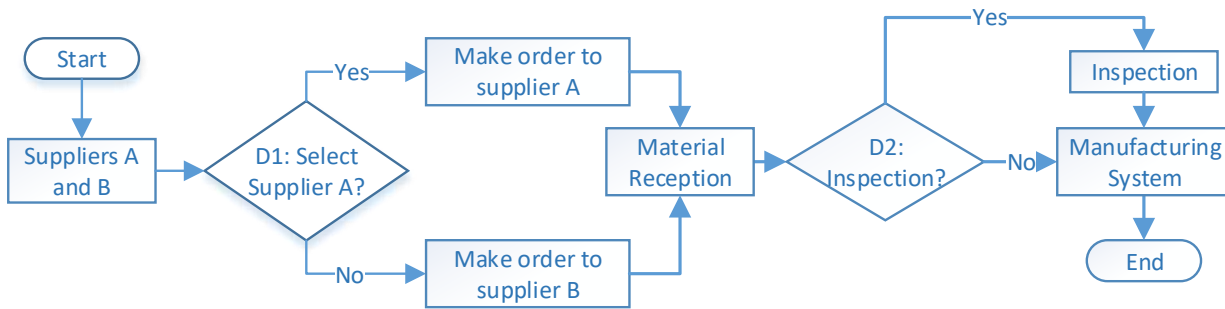 Start
Suppliers A
and B
D1: Select
Supplier A?
Yes
Make order to
supplier A
No
Make order to
supplier B
Material
Reception
D2:
Inspection?
Yes
Inspection
No
Manufacturing
System
End